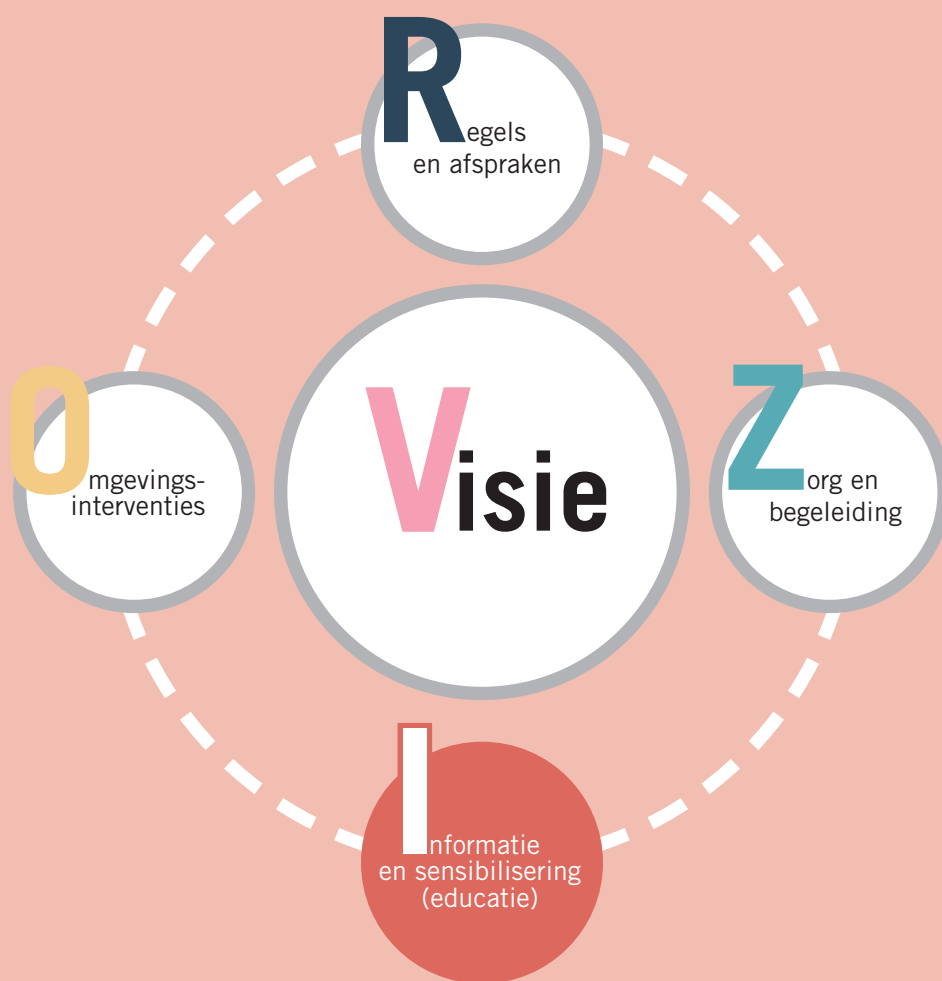 Regels
en afspraken
Omgevings-
interventies
Visie
Zorg en
begeleiding
Informatie
en sensibilisering
(educatie)